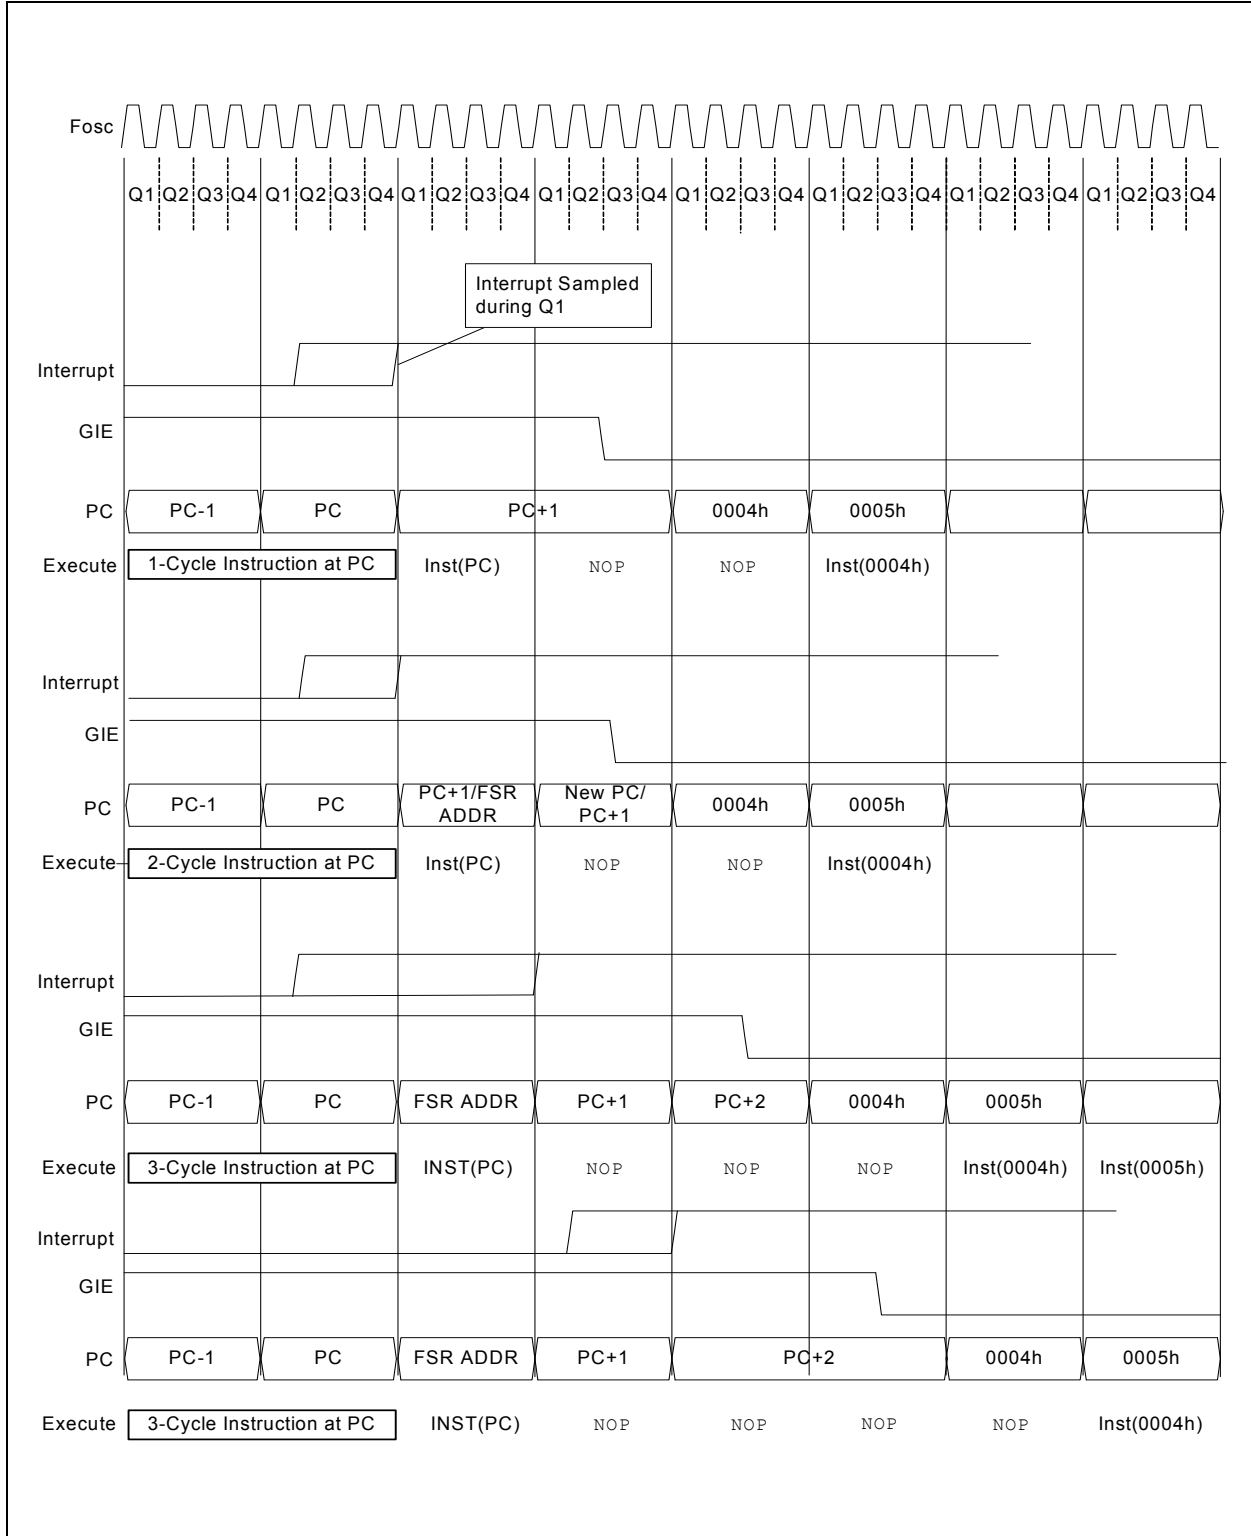 Fosc
Q1 Q2 Q3 Q4 Q1 Q2 Q3 Q4 Q1 Q2 Q3 Q4 Q1 Q2 Q3 Q4 Q1 Q2 Q3 Q4 Q1 Q2 Q3 Q4 Q1 Q2 Q3 Q4 Q1 Q2 Q3 Q4
Interrupt Sampled
during Q1
Interrupt
GIE
PC PC-1 PC PC+1 0004h 0005h
Execute 1-Cycle Instruction at PC Inst(PC) NOP NOP Inst(0004h)
Interrupt
GIE
PC PC-1 PC PC+1/FSR ADDR New PC/ PC+1 0004h 0005h
Execute 2-Cycle Instruction at PC Inst(PC) NOP NOP Inst(0004h)
Interrupt
GIE
PC PC-1 PC FSR ADDR PC+1 PC+2 0004h 0005h
Execute 3-Cycle Instruction at PC INST(PC) NOP NOP NOP Inst(0004h) Inst(0005h)
Interrupt
GIE
PC PC-1 PC FSR ADDR PC+1 PC+2 0004h 0005h
Execute 3-Cycle Instruction at PC INST(PC) NOP NOP NOP NOP Inst(0004h)